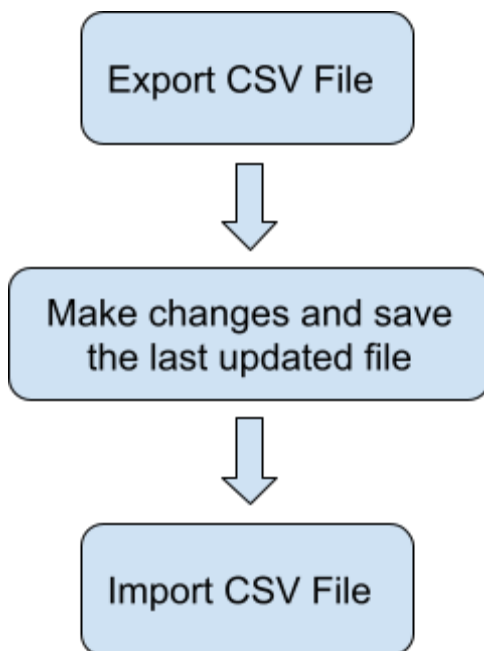 Export CSV File
Make changes and save
the last updated file
Import CSV File